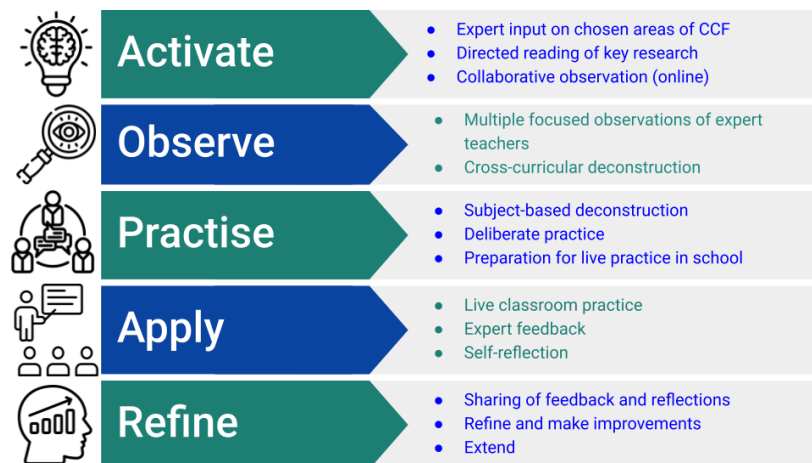 Activate
● Expert input on chosen areas of CCF
● Directed reading of key research
● Collaborative observation (online)
Observe
● Multiple focused observations of expert
teachers
● Cross-curricular deconstruction
Practise
● Subject-based deconstruction
● Deliberate practice
● Preparation for live practice in school
Apply
● Live classroom practice
● Expert feedback
● Self-reflection
Refine
● Sharing of feedback and reflections
● Refine and make improvements
● Extend